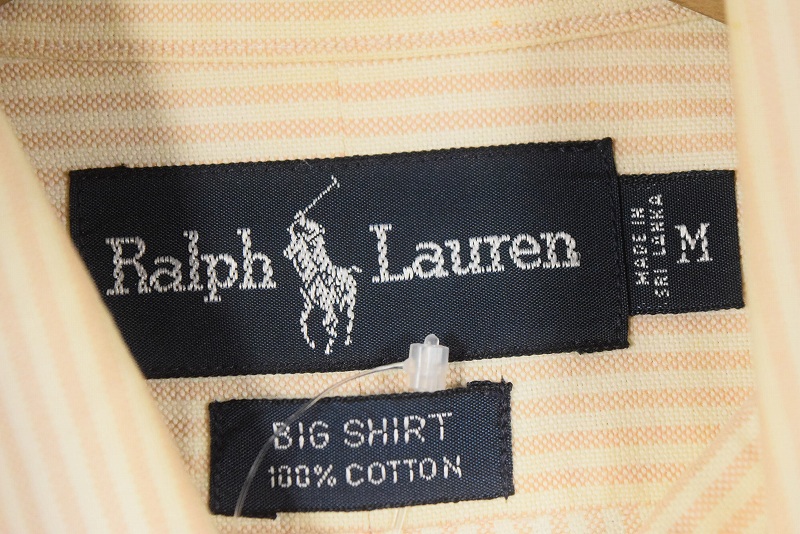 Ralph Lauren
MADE IN
SRI LANKA
M
BIG SHIRT
100% COTTON